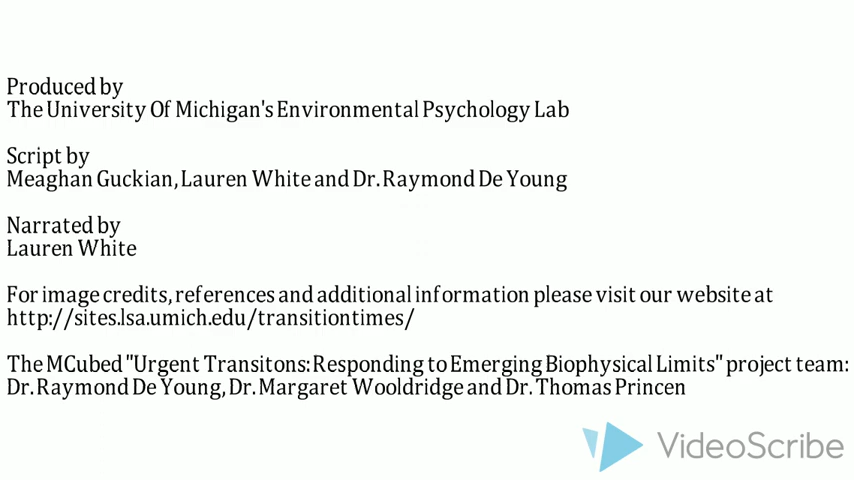 Produced by
The University Of Michigan's Environmental Psychology Lab
Script by
Meaghan Guckian, Lauren White and Dr. Raymond De Young
Narrated by
Lauren White
For image credits, references and additional information please visit our website at
http://sites.lsa.umich.edu/transitiontimes/
The MCubed "Urgent Transitons: Responding to Emerging Biophysical Limits" project team:
Dr. Raymond De Young, Dr. Margaret Wooldridge and Dr. Thomas Princen
VideoScribe